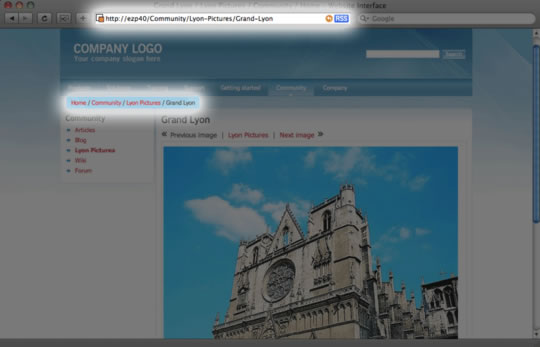 Grand Lyon / Lyon Pictures / Community / Home - Website Interface
http://ezp40/Community/Lyon-Pictures/Grand-Lyon
RSS
Google
COMPANY LOGO
Your company slogan here
Search
Support Getting started Community Company
Home / Community / Lyon Pictures / Grand Lyon
Community
Articles
Blog
Lyon Pictures
Wiki
Forum
Grand Lyon
« Previous image | Lyon Pictures | Next image »